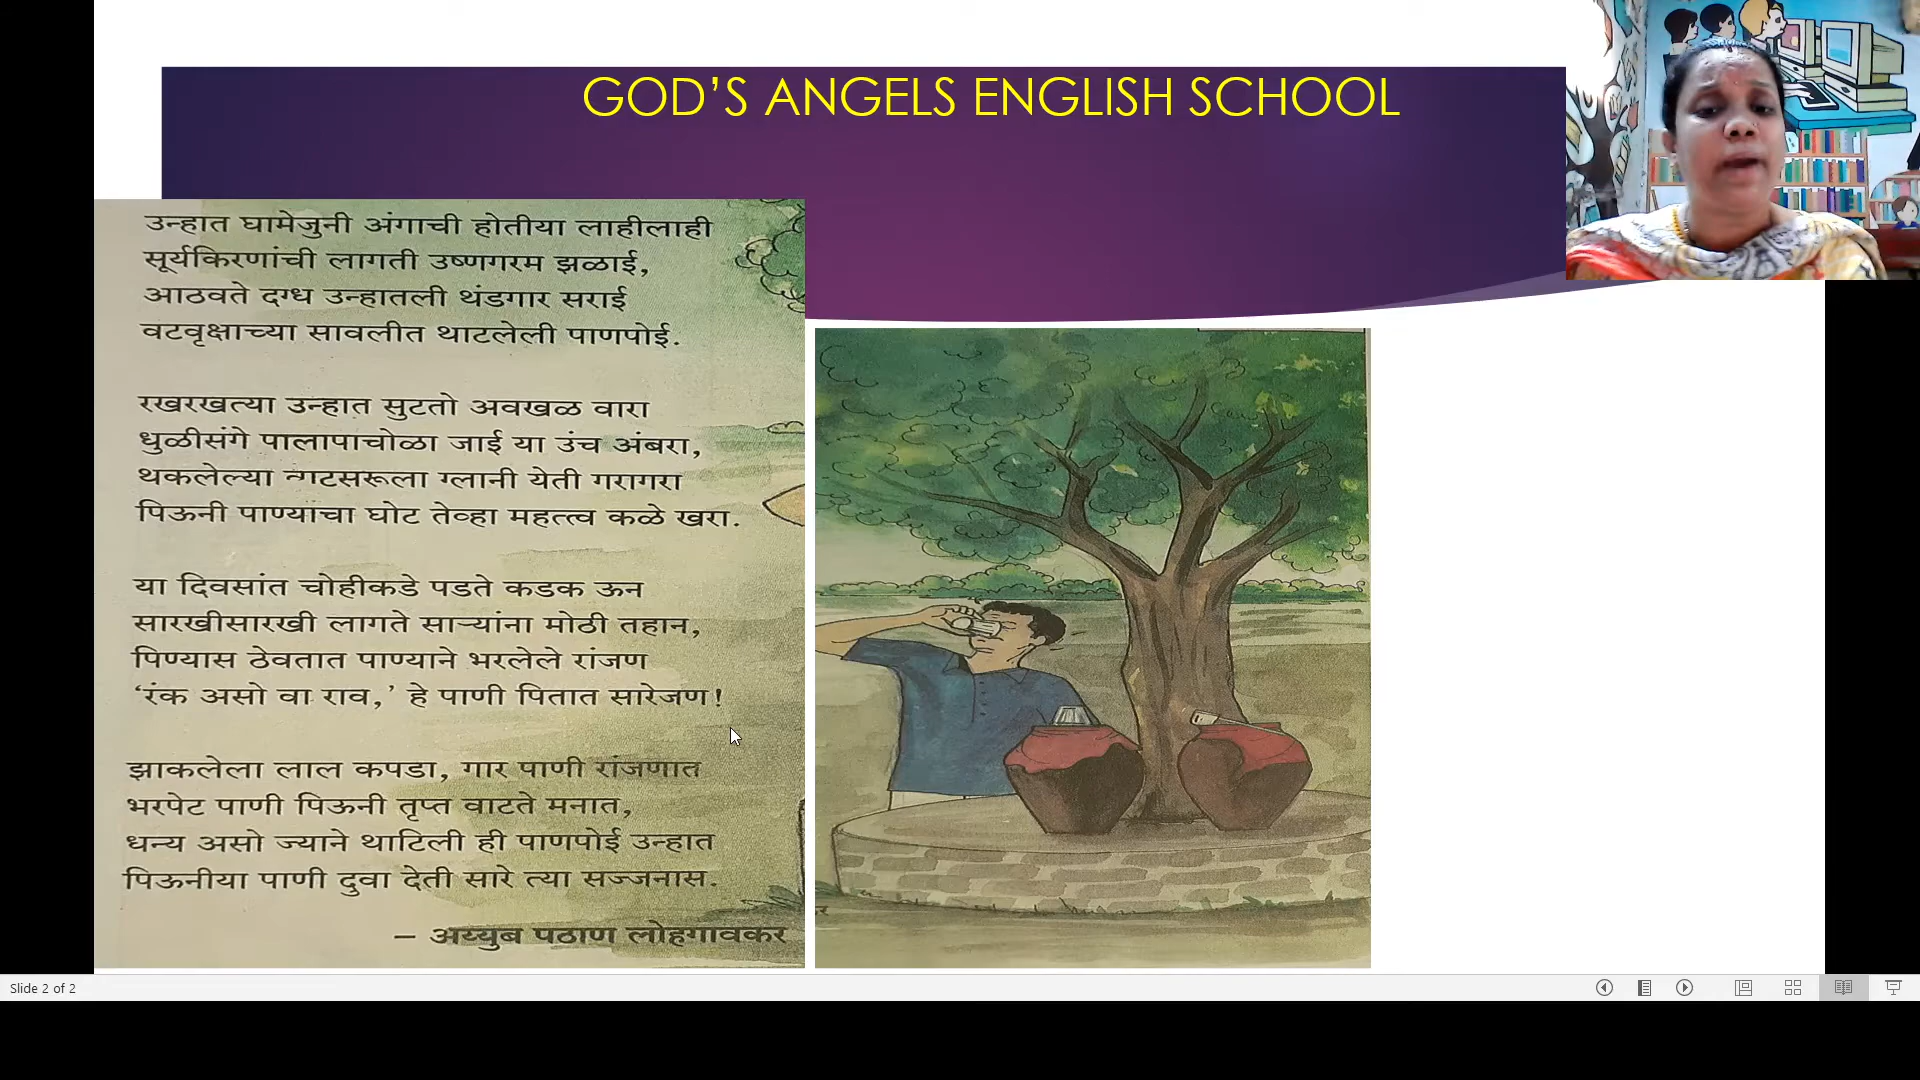 GOD’S ANGELS ENGLISH SCHOOL
उन्हात घामेजुनी अंगाची होतीया लाहीलाही
सूर्यकिरणांची लागती उष्णगरम झळाई,
आठवते दग्ध उन्हातली थंडगार सराई
वटवृक्षाच्या सावलीत थाटलेली पाणपोई.
रखरखत्या उन्हात सुटतो अवखळ वारा
धुळीसंगे पालापाचोळा जाई या उंच अंबरा,
थकलेल्या वाटसरूला ग्लानी येती गरागरा
पिऊनी पाण्याचा घोट तेव्हा महत्त्व कळे खरा.
या दिवसांत चोहीकडे पडते कडक ऊन
सारखीसारखी लागते साऱ्यांना मोठी तहान,
पिण्यास ठेवतात पाण्याने भरलेले रांजण
‘रंक असो वा राव,’ हे पाणी पितात सारेजण!
झाकलेला लाल कपडा, गार पाणी रांजणात
भरपेट पाणी पिऊनी तृप्त वाटते मनात,
धन्य असो ज्याने थाटिली ही पाणपोई उन्हात
पिऊनीया पाणी दुवा देती सारे त्या सज्जनास.
– अय्युब पठाण लोहगावकर
Slide 2 of 2